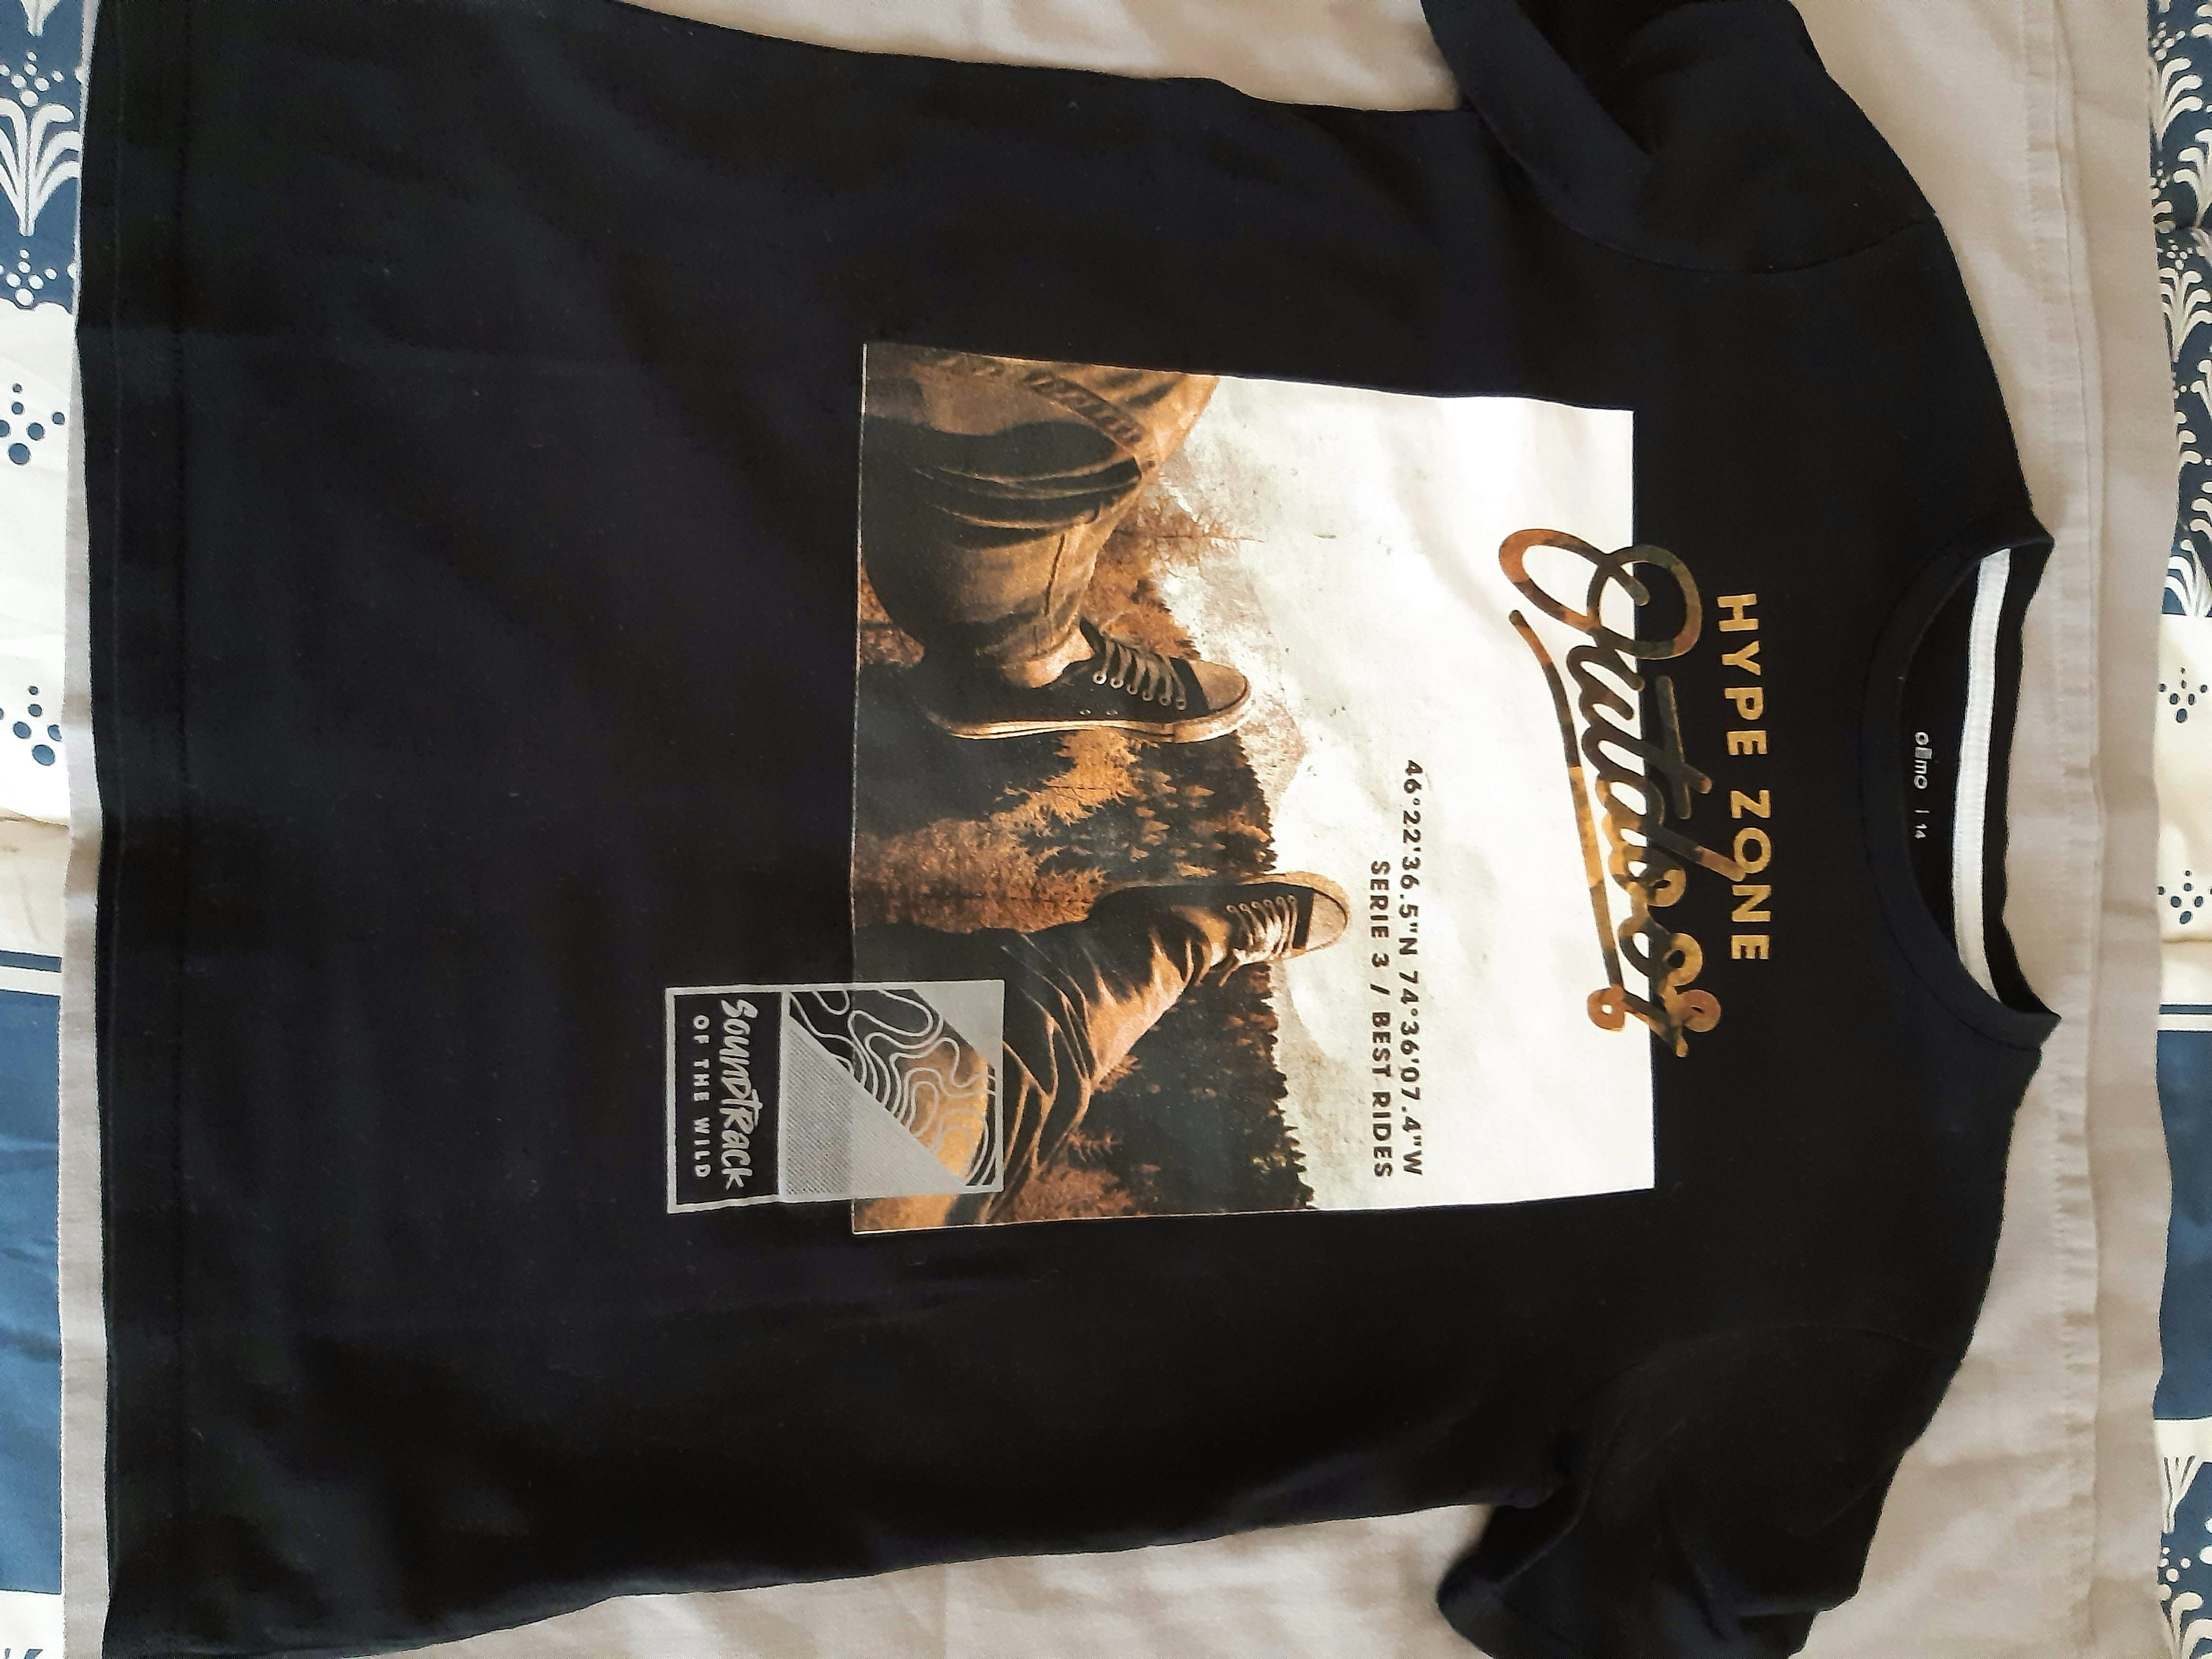 HYPE ZONE
Outdoor
46°22'36.5"N 74°36'07.4"W
SERIE 3 / BEST RIDES
SOUNDTRACK
OF THE WILD
14